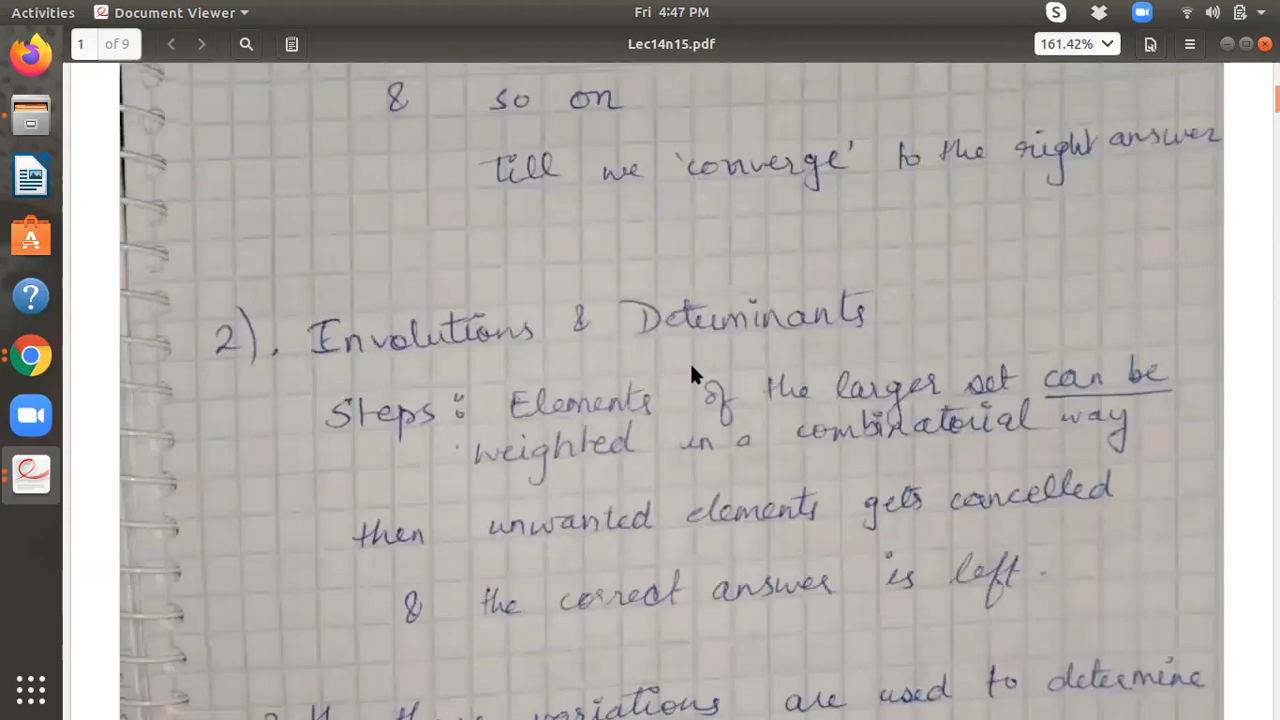 Activities
Document Viewer
Fri 4:47 PM
1 of 9
Lec14n15.pdf
161.42%
& so on
till we 'converge' to the right answer
2). Involutions & Determinants
Steps: Elements of the larger set can be
weighted in a combinatorial way
then unwanted elements gets cancelled
& the correct answer is left.
variations are used to determine